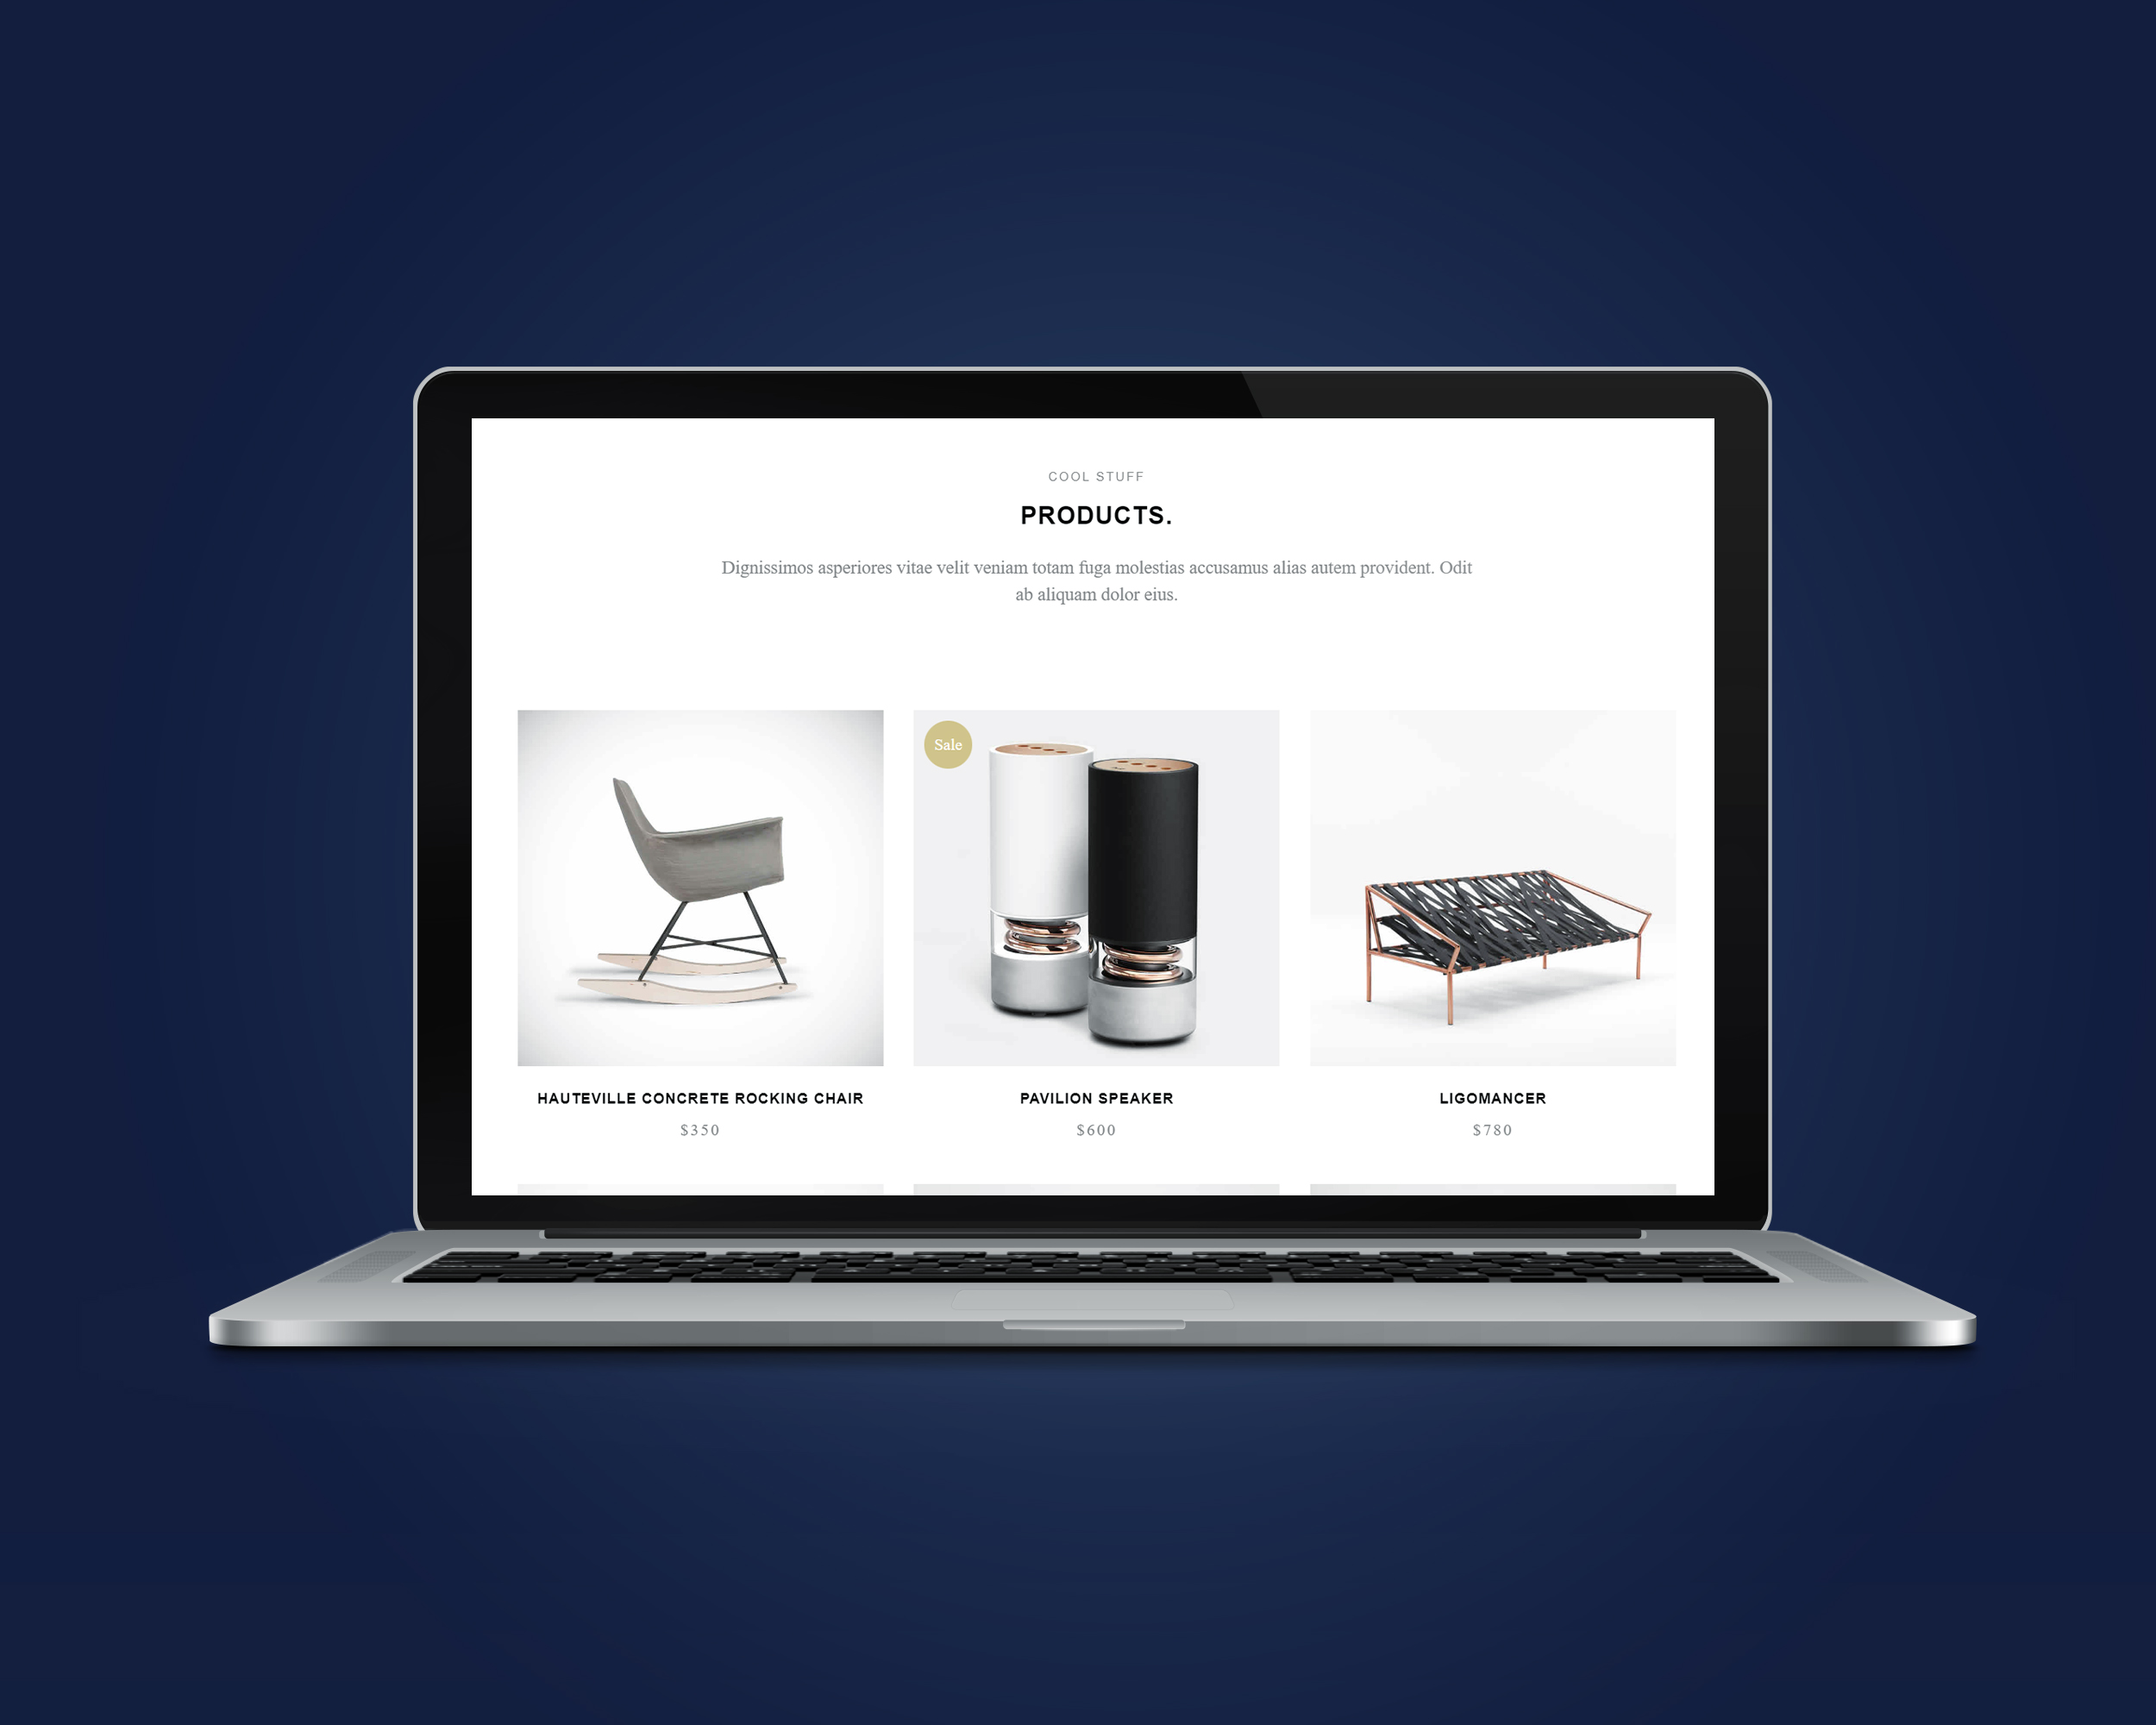 COOL STUFF
PRODUCTS.
Dignissimos asperiores vitae velit veniam totam fuga molestias accusamus alias autem provident. Odit
ab aliquam dolor eius.
Sale
HAUTEVILLE CONCRETE ROCKING CHAIR
PAVILION SPEAKER
LIGOMANCER
$350
$600
$780